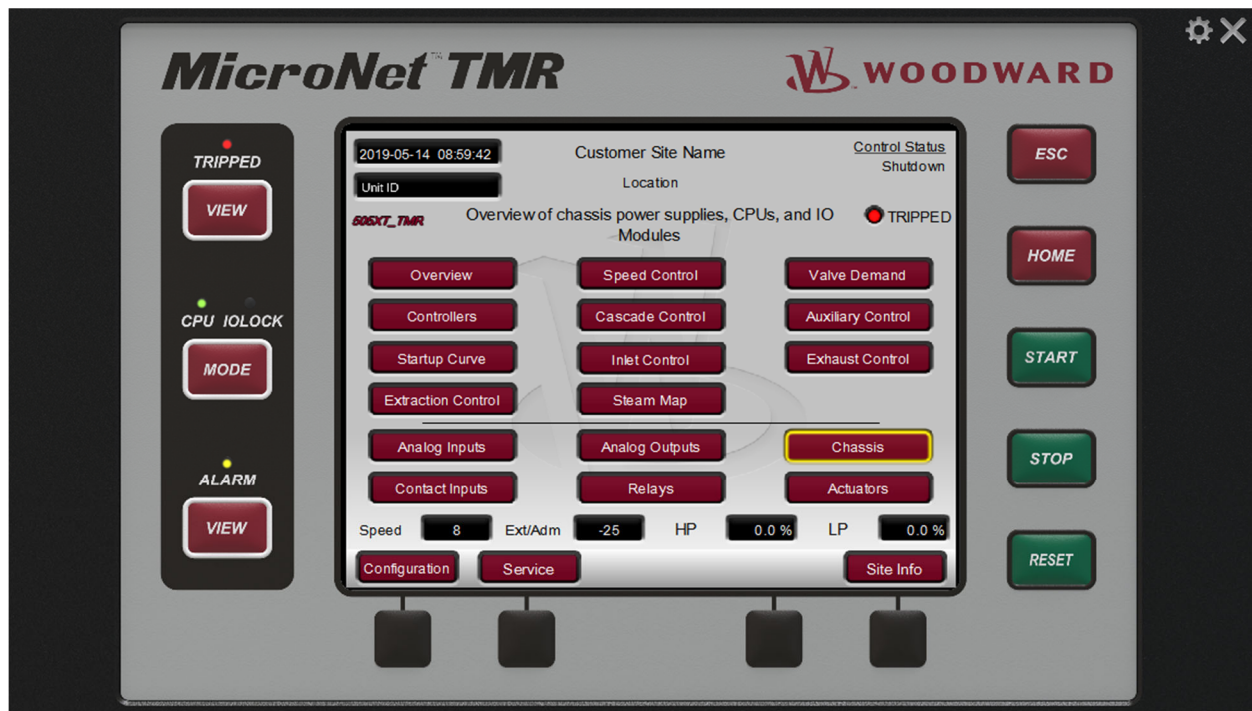 MicroNet™ TMR
WOODWARD
TRIPPED
VIEW
CPU IOLOCK
MODE
ALARM
VIEW
2019-05-14 08:59:42
Customer Site Name
Control Status
Shutdown
Unit ID
Location
505XT_TMR
Overview of chassis power supplies, CPUs, and IO
Modules
TRIPPED
Overview
Speed Control
Valve Demand
Controllers
Cascade Control
Auxiliary Control
Startup Curve
Inlet Control
Exhaust Control
Extraction Control
Steam Map
Analog Inputs
Analog Outputs
Chassis
Contact Inputs
Relays
Actuators
Speed 8 Ext/Adm -25 HP 0.0 % LP 0.0 %
Configuration
Service
Site Info
ESC
HOME
START
STOP
RESET